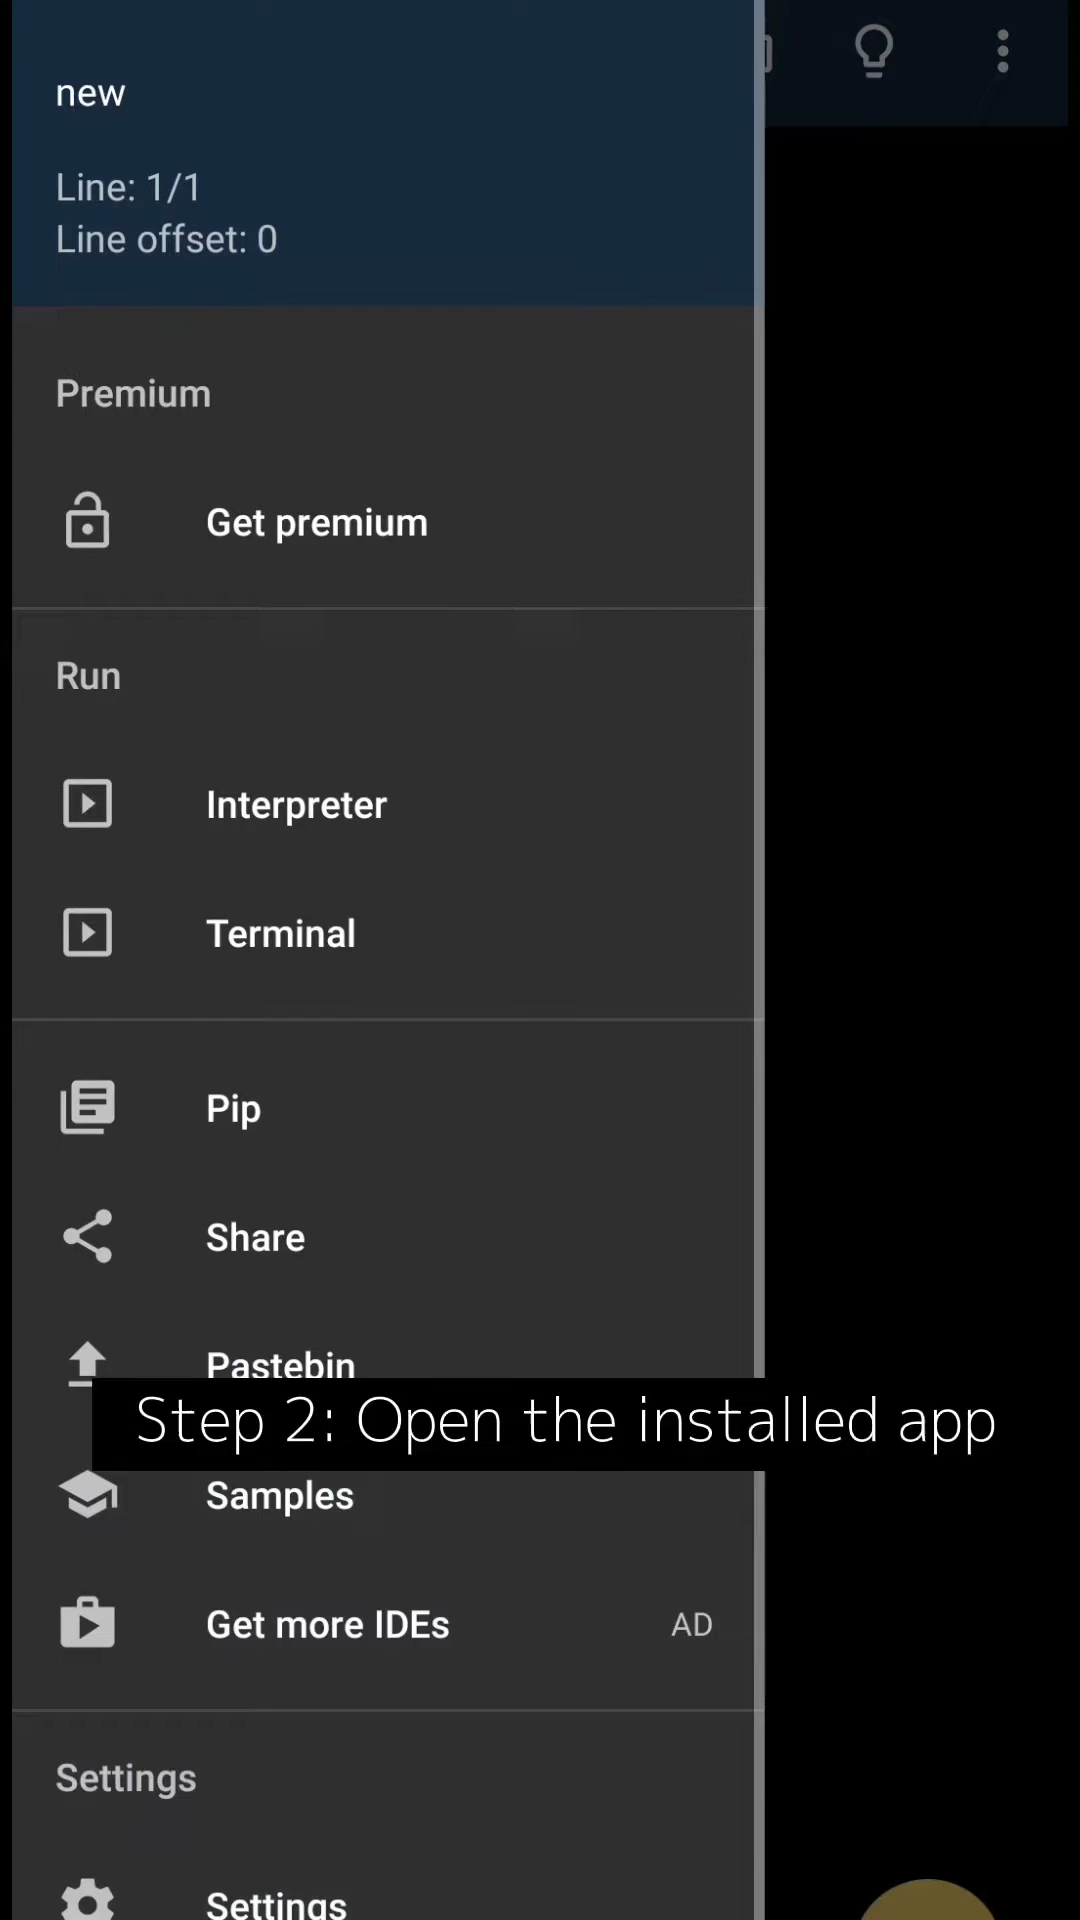 new
Line: 1/1
Line offset: 0
Premium
Get premium
Run
Interpreter
Terminal
Pip
Share
Pastebin
Step 2: Open the installed app
Samples
Get more IDEs AD
Settings
Settings